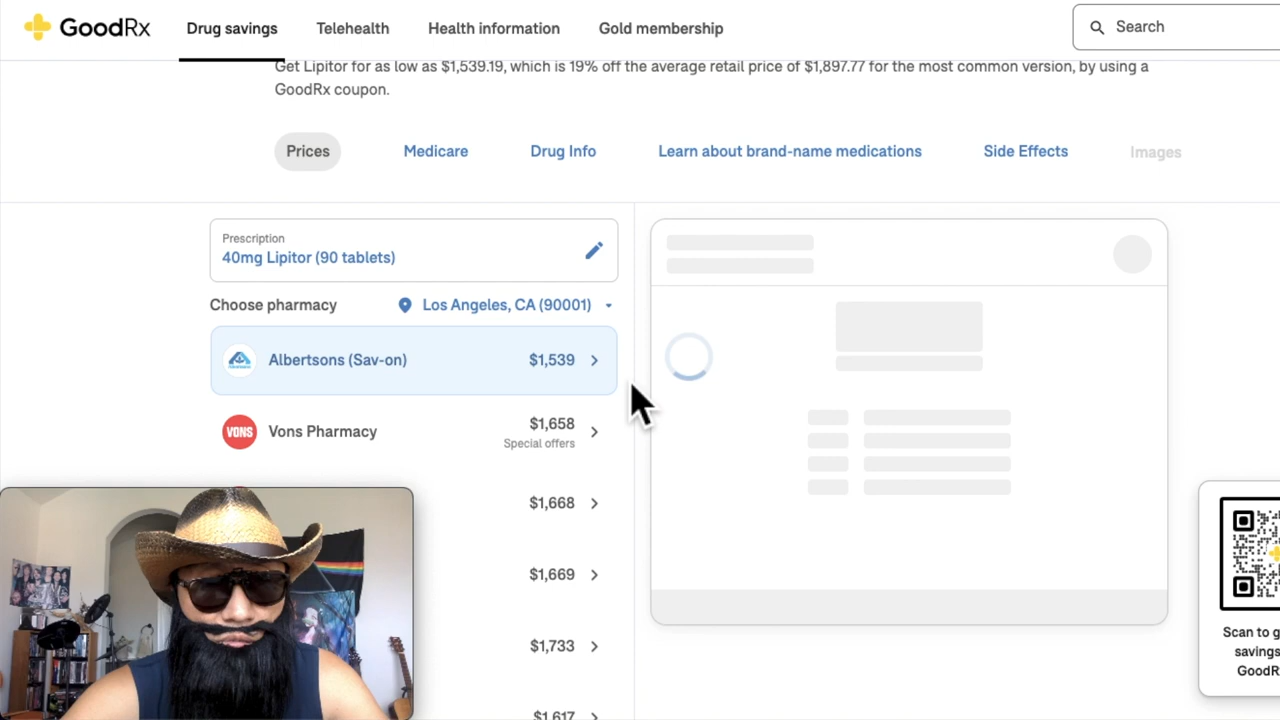 GoodRx
Drug savings
Telehealth
Health information
Gold membership
Search
Get Lipitor for as low as $1,539.19, which is 19% off the average retail price of $1,897.77 for the most common version, by using a
GoodRx coupon.
Prices
Medicare
Drug Info
Learn about brand-name medications
Side Effects
Images
Prescription
40mg Lipitor (90 tablets)
Choose pharmacy
Los Angeles, CA (90001)
Albertsons (Sav-on)
$1,539
VONS
Vons Pharmacy
$1,658
Special offers
$1,668
$1,669
$1,733
$1,617
Scan to g
savings
GoodR